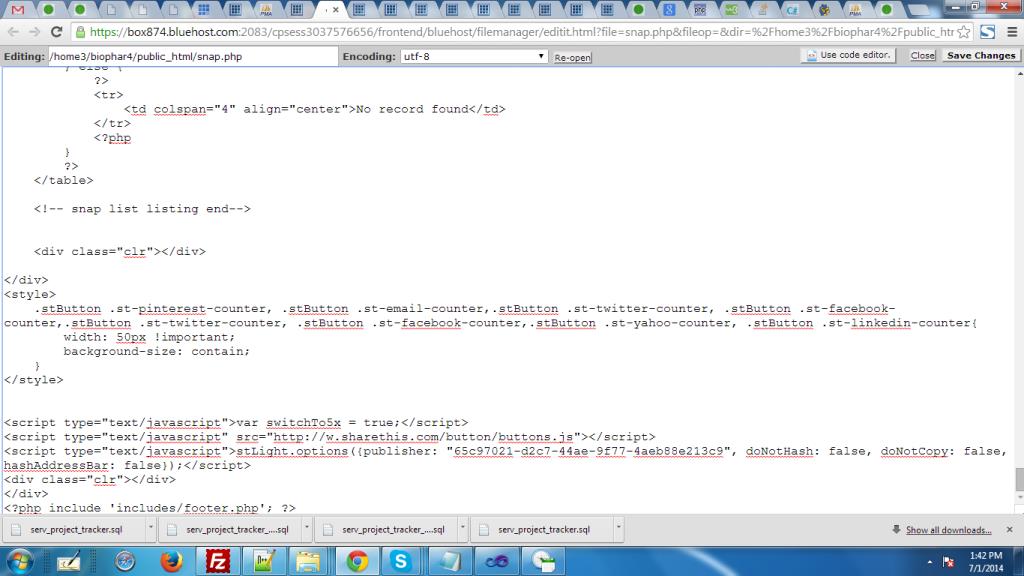 https://box874.bluehost.com:2083/cpsess3037576656/frontend/bluehost/filemanager/editit.html?file=snap.php&fileop=&dir=%2Fhome3%2Fbiophar4%2Fpublic_htr
Editing: /home3/biophar4/public_html/snap.php Encoding: utf-8 Re-open Use code editor. Close Save Changes
} else {
?>
<tr>
<td colspan="4" align="center">No record found</td>
</tr>
<?php
}
?>
</table>
<!-- snap list listing end-->
<div class="clr"></div>
</div>
<style>
.stButton .st-pinterest-counter, .stButton .st-email-counter,.stButton .st-twitter-counter, .stButton .st-facebook-
counter,.stButton .st-twitter-counter, .stButton .st-facebook-counter,.stButton .st-yahoo-counter, .stButton .st-linkedin-counter{
width: 50px !important;
background-size: contain;
}
</style>
<script type="text/javascript">var switchTo5x = true;</script>
<script type="text/javascript" src="http://w.sharethis.com/button/buttons.js"></script>
<script type="text/javascript">stLight.options({publisher: "65c97021-d2c7-44ae-9f77-4aeb88e213c9", doNotHash: false, doNotCopy: false,
hashAddressBar: false});</script>
<div class="clr"></div>
</div>
<?php include 'includes/footer.php'; ?>
serv_project_tracker.sql serv_project_tracker_....sql serv_project_tracker_....sql serv_project_tracker.sql Show all downloads...
1:42 PM
7/1/2014